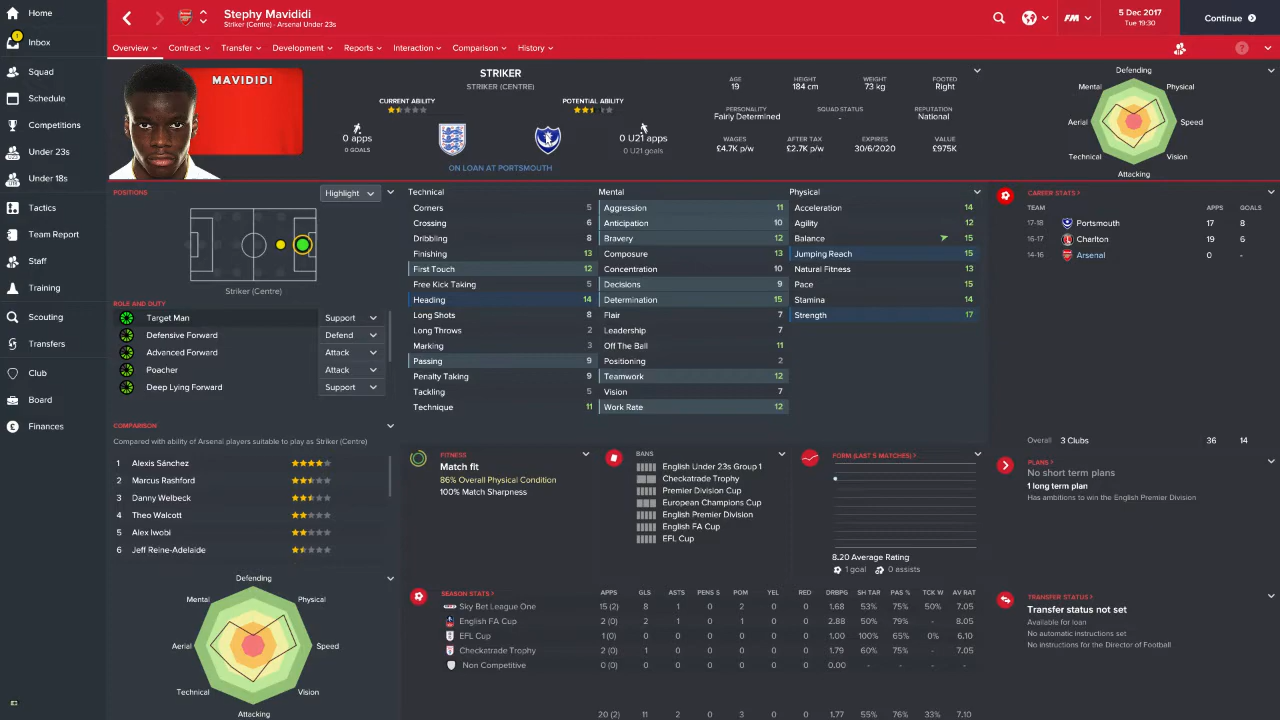 Home
1
Inbox
Squad
Schedule
Competitions
Under 23s
Under 18s
Tactics
Team Report
Staff
Training
Scouting
Transfers
Club
Board
Finances
Stephy Mavididi
Striker (Centre) - Arsenal Under 23s
FM
5 Dec 2017
Tue 19:30
Continue
Overview
Contract
Transfer
Development
Reports
Interaction
Comparison
History
?
MAVIDIDI
STRIKER
STRIKER (CENTRE)
CURRENT ABILITY
POTENTIAL ABILITY
0 apps
0 GOALS
0 U21 apps
0 U21 goals
ON LOAN AT PORTSMOUTH
AGE
19
HEIGHT
184 cm
WEIGHT
73 kg
FOOTED
Right
PERSONALITY
Fairly Determined
SQUAD STATUS
-
REPUTATION
National
WAGES
£4.7K p/w
AFTER TAX
£2.7K p/w
EXPIRES
30/6/2020
VALUE
£975K
Defending
Physical
Speed
Vision
Attacking
Technical
Aerial
Mental
POSITIONS
Highlight
Striker (Centre)
ROLE AND DUTY
Target Man Support
Defensive Forward Defend
Advanced Forward Attack
Poacher Attack
Deep Lying Forward Support
COMPARISON
Compared with ability of Arsenal players suitable to play as Striker (Centre)
1 Alexis Sánchez
2 Marcus Rashford
3 Danny Welbeck
4 Theo Walcott
5 Alex Iwobi
6 Jeff Reine-Adelaide
Defending
Physical
Speed
Vision
Attacking
Technical
Aerial
Mental
Technical
Corners 5
Crossing 6
Dribbling 8
Finishing 13
First Touch 12
Free Kick Taking 5
Heading 14
Long Shots 8
Long Throws 2
Marking 3
Passing 9
Penalty Taking 9
Tackling 5
Technique 11
Mental
Aggression 11
Anticipation 10
Bravery 12
Composure 13
Concentration 10
Decisions 9
Determination 15
Flair 7
Leadership 7
Off The Ball 11
Positioning 2
Teamwork 12
Vision 7
Work Rate 12
Physical
Acceleration 14
Agility 12
Balance 15
Jumping Reach 15
Natural Fitness 13
Pace 15
Stamina 14
Strength 17
CAREER STATS >
TEAM APPS GOALS
17-18 Portsmouth 17 8
16-17 Charlton 19 6
14-16 Arsenal 0 -
Overall 3 Clubs 36 14
FITNESS
Match fit
86% Overall Physical Condition
100% Match Sharpness
BANS
English Under 23s Group 1
Checkatrade Trophy
Premier Division Cup
European Champions Cup
English Premier Division
English FA Cup
EFL Cup
FORM (LAST 5 MATCHES) >
8.20 Average Rating
1 goal 0 assists
PLANS >
No short term plans
1 long term plan
Has ambitions to win the English Premier Division
SEASON STATS > APPS GLS ASTS PENS S POM YEL RED DRBPG SH TAR PAS % TCK W AV RAT
Sky Bet League One 15 (2) 8 1 0 2 0 0 1.68 53% 75% 50% 7.05
English FA Cup 2 (0) 2 1 0 1 0 0 2.88 50% 79% - 8.05
EFL Cup 1 (0) 0 0 0 0 0 0 1.00 100% 65% 0% 6.10
Checkatrade Trophy 2 (0) 1 0 0 0 0 0 1.79 60% 75% - 7.05
Non Competitive 0 (0) 0 0 0 0 0 0 0.00 - - - -
20 (2) 11 2 0 3 0 0 1.77 55% 76% 33% 7.10
TRANSFER STATUS >
Transfer status not set
Available for loan
No automatic instructions set
No instructions for the Director of Football